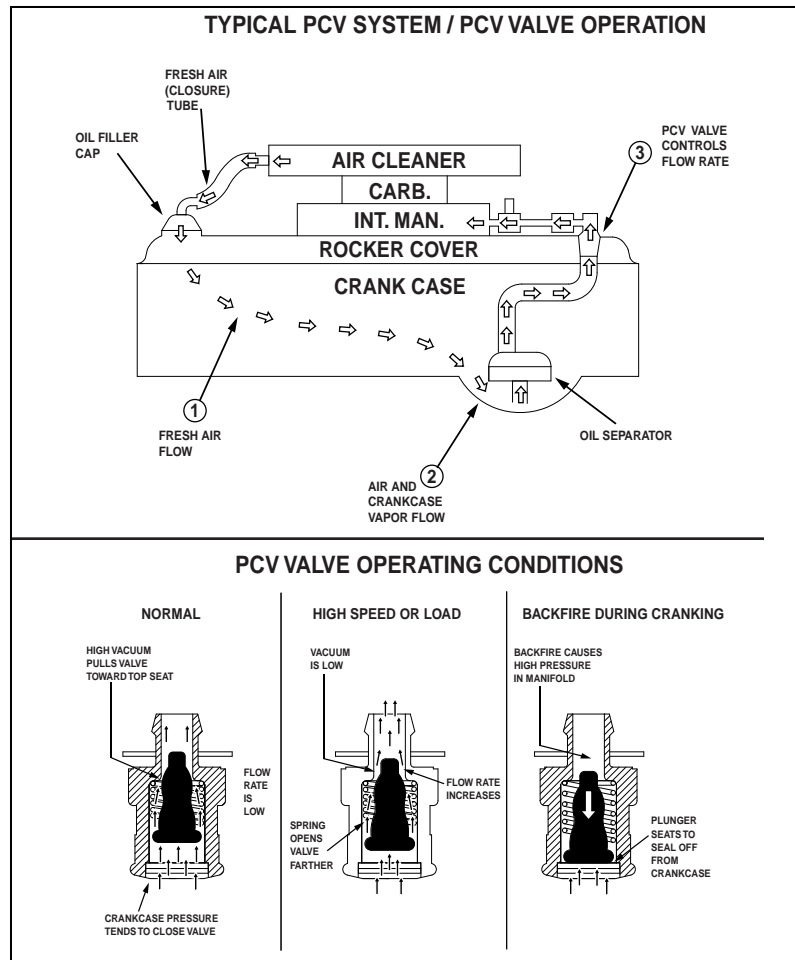 TYPICAL PCV SYSTEM / PCV VALVE OPERATION
FRESH AIR
(CLOSURE)
TUBE
OIL FILLER
CAP
3
PCV VALVE
CONTROLS
FLOW RATE
AIR CLEANER
CARB.
INT. MAN.
ROCKER COVER
CRANK CASE
1
FRESH AIR
FLOW
2
AIR AND
CRANKCASE
VAPOR FLOW
OIL SEPARATOR
PCV VALVE OPERATING CONDITIONS
NORMAL
HIGH VACUUM
PULLS VALVE
TOWARD TOP SEAT
FLOW
RATE
IS
LOW
CRANKCASE PRESSURE
TENDS TO CLOSE VALVE
HIGH SPEED OR LOAD
VACUUM
IS LOW
FLOW RATE
INCREASES
SPRING
OPENS
VALVE
FARTHER
BACKFIRE DURING CRANKING
BACKFIRE CAUSES
HIGH PRESSURE
IN MANIFOLD
PLUNGER
SEATS TO
SEAL OFF
FROM
CRANKCASE